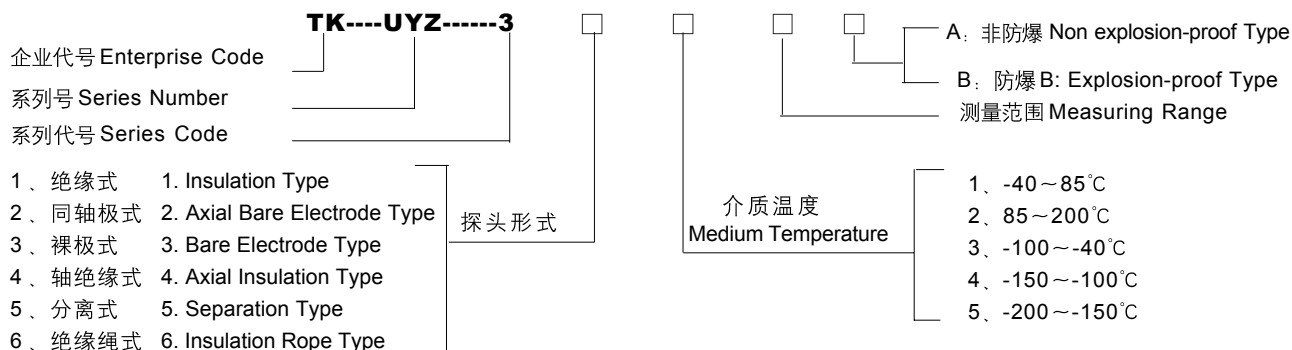 TK----UYZ------3 □ □ □ □
A：非防爆 Non explosion-proof Type
企业代号 Enterprise Code
B：防爆 B: Explosion-proof Type
系列号 Series Number
测量范围 Measuring Range
系列代号 Series Code
1、绝缘式 1. Insulation Type
2、同轴极式 2. Axial Bare Electrode Type
3、裸极式 3. Bare Electrode Type
4、轴绝缘式 4. Axial Insulation Type
5、分离式 5. Separation Type
6、绝缘绳式 6. Insulation Rope Type
探头形式
介质温度
Medium Temperature
1、-40～85℃
2、85～200℃
3、-100～-40℃
4、-150～-100℃
5、-200～-150℃